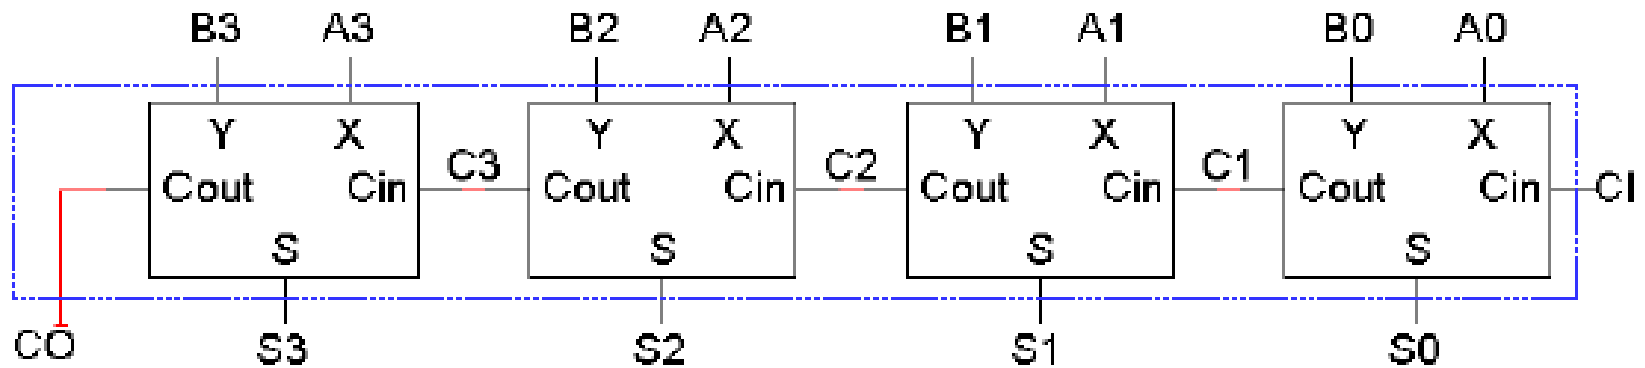 B3 A3 B2 A2 B1 A1 B0 A0
Y X Y X Y X Y X
C3 C2 C1
Cout Cin Cout Cin Cout Cin Cout Cin CI
S S S S
CO S3 S2 S1 S0